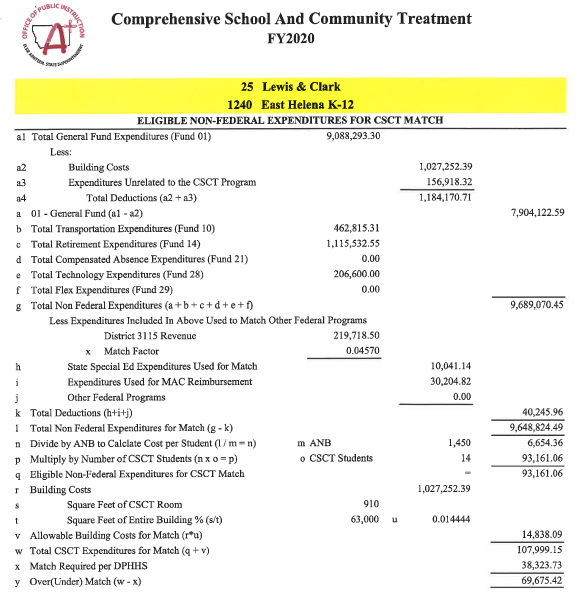 OFFICE OF PUBLIC INSTRUCTION
ELSIE ARNTZEN, STATE SUPERINTENDENT
Comprehensive School And Community Treatment
FY2020
25 Lewis & Clark
1240 East Helena K-12
ELIGIBLE NON-FEDERAL EXPENDITURES FOR CSCT MATCH
a1 Total General Fund Expenditures (Fund 01) 9,088,293.30
Less:
a2 Building Costs 1,027,252.39
a3 Expenditures Unrelated to the CSCT Program 156,918.32
a4 Total Deductions (a2 + a3) 1,184,170.71
a 01 - General Fund (a1 - a2) 7,904,122.59
b Total Transportation Expenditures (Fund 10) 462,815.31
c Total Retirement Expenditures (Fund 14) 1,115,532.55
d Total Compensated Absence Expenditures (Fund 21) 0.00
e Total Technology Expenditures (Fund 28) 206,600.00
f Total Flex Expenditures (Fund 29) 0.00
g Total Non Federal Expenditures (a + b + c + d + e + f) 9,689,070.45
Less Expenditures Included In Above Used to Match Other Federal Programs
District 3115 Revenue 219,718.50
x Match Factor 0.04570
h State Special Ed Expenditures Used for Match 10,041.14
i Expenditures Used for MAC Reimbursement 30,204.82
j Other Federal Programs 0.00
k Total Deductions (h+i+j) 40,245.96
l Total Non Federal Expenditures for Match (g - k) 9,648,824.49
n Divide by ANB to Calclate Cost per Student (l / m = n) m ANB 1,450 6,654.36
p Multiply by Number of CSCT Students (n x o = p) o CSCT Students 14 93,161.06
q Eligible Non-Federal Expenditures for CSCT Match = 93,161.06
r Building Costs 1,027,252.39
s Square Feet of CSCT Room 910
t Square Feet of Entire Building % (s/t) 63,000 u 0.014444
v Allowable Building Costs for Match (r*u) 14,838.09
w Total CSCT Expenditures for Match (q + v) 107,999.15
x Match Required per DPHHS 38,323.73
y Over(Under) Match (w - x) 69,675.42